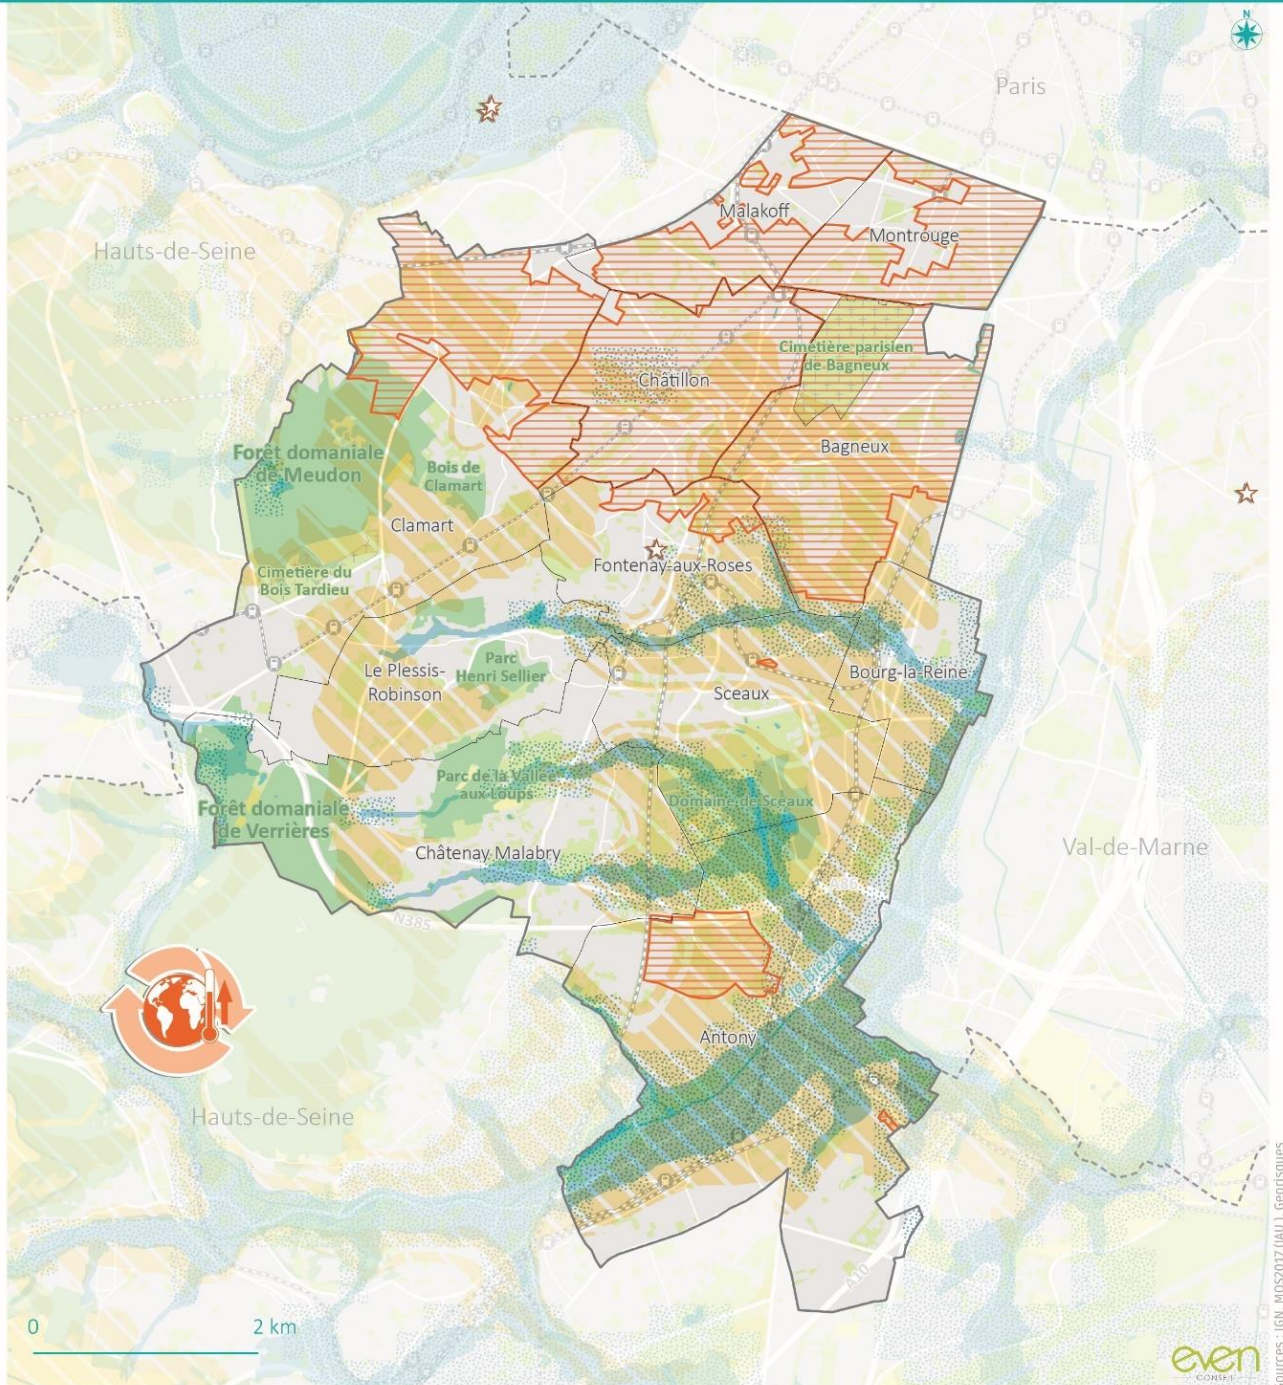 N
Paris
Hauts-de-Seine
Malakoff
Montrouge
Cimetière parisien
de Bagneux
Châtillon
Bagneux
Forêt domaniale
de Meudon
Bois de
Clamart
Clamart
Fontenay-aux-Roses
Cimetière du
Bois Tardieu
Le Plessis-
Robinson
Parc
Henri Sellier
Sceaux
Bourg-la-Reine
Parc de la Vallée
aux Loups
Domaine de Sceaux
Forêt domaniale
de Verrières
Châtenay Malabry
Val-de-Marne
N385
la Bièvre
Antony
Hauts-de-Seine
A10
0
2 km
even
CONSEIL
Sources : IGN, MOS2017 (IAU), Georisques